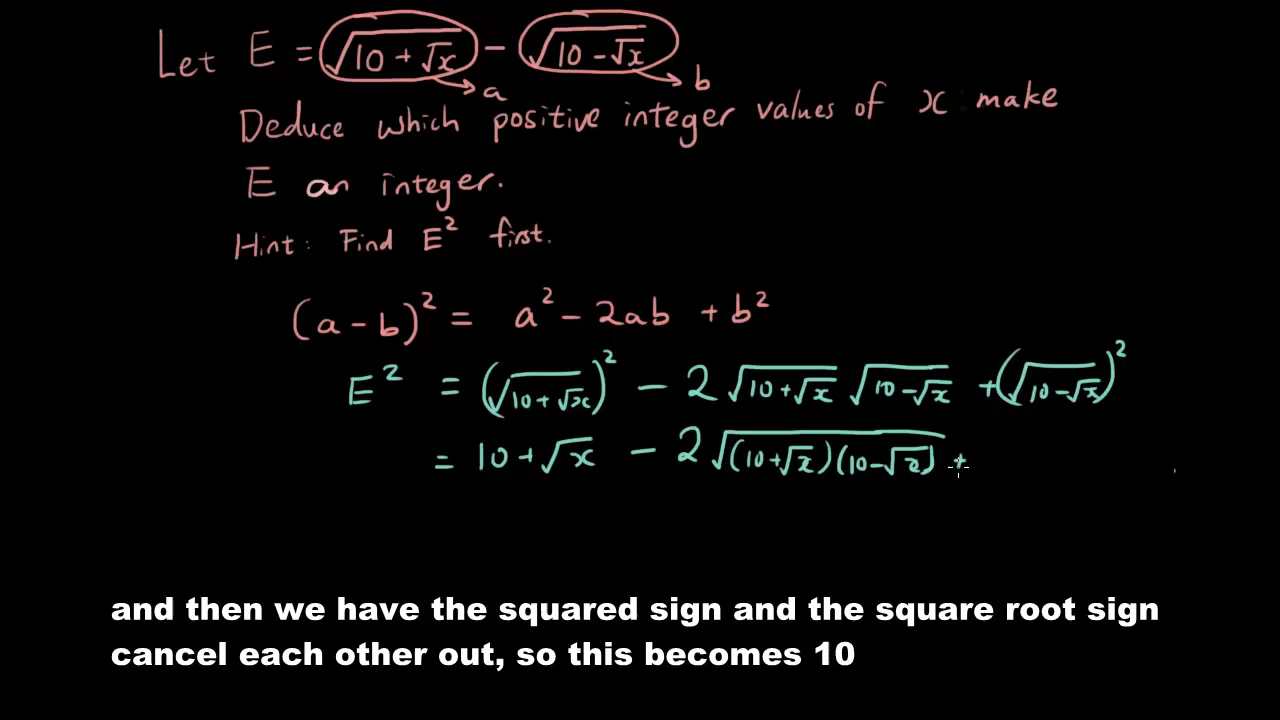 Let E = √(10 + √x) − √(10 − √x)
a
b
Deduce which positive integer values of x make
E an integer.
Hint: Find E² first.
(a − b)² = a² − 2ab + b²
E² = (√(10 + √x))² − 2 √(10 + √x) √(10 − √x) + (√(10 − √x))²
= 10 + √x − 2 √((10 + √x)(10 − √x)) +
and then we have the squared sign and the square root sign
cancel each other out, so this becomes 10